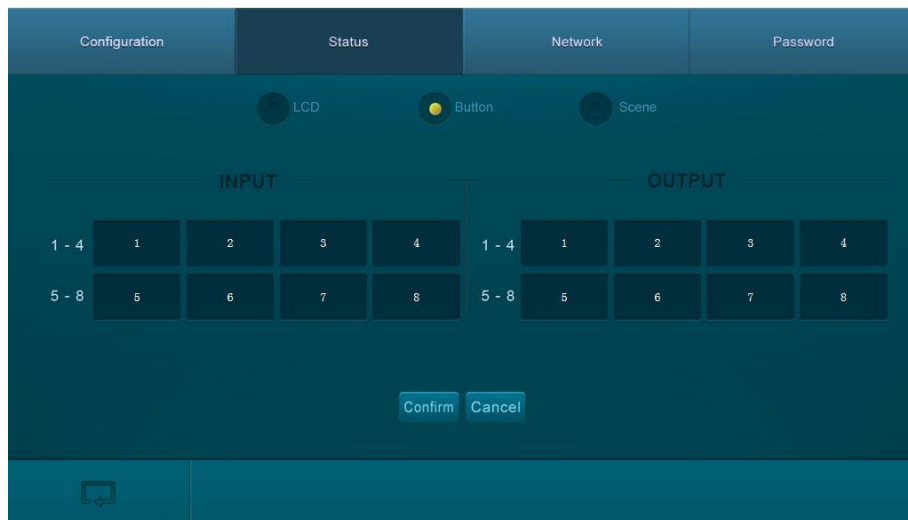 Configuration Status Network Password
LCD Button Scene
INPUT OUTPUT
1 - 4 1 2 3 4 1 - 4 1 2 3 4
5 - 8 5 6 7 8 5 - 8 5 6 7 8
Confirm Cancel